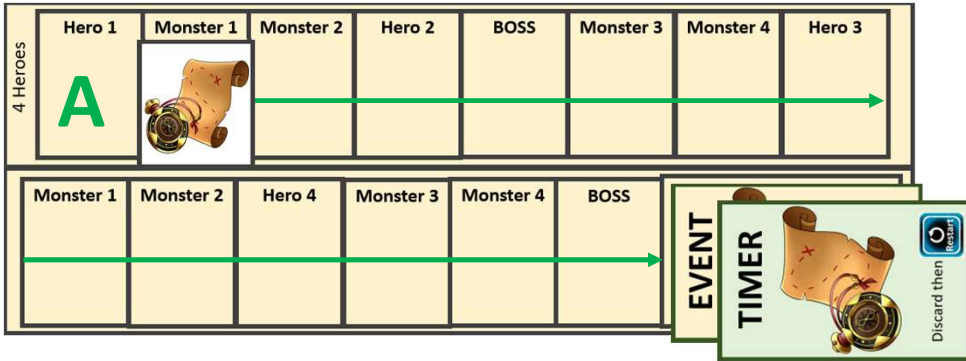 4 Heroes
Hero 1 Monster 1 Monster 2 Hero 2 BOSS Monster 3 Monster 4 Hero 3
A
Monster 1 Monster 2 Hero 4 Monster 3 Monster 4 BOSS
EVENT
TIMER
Discard then Restart